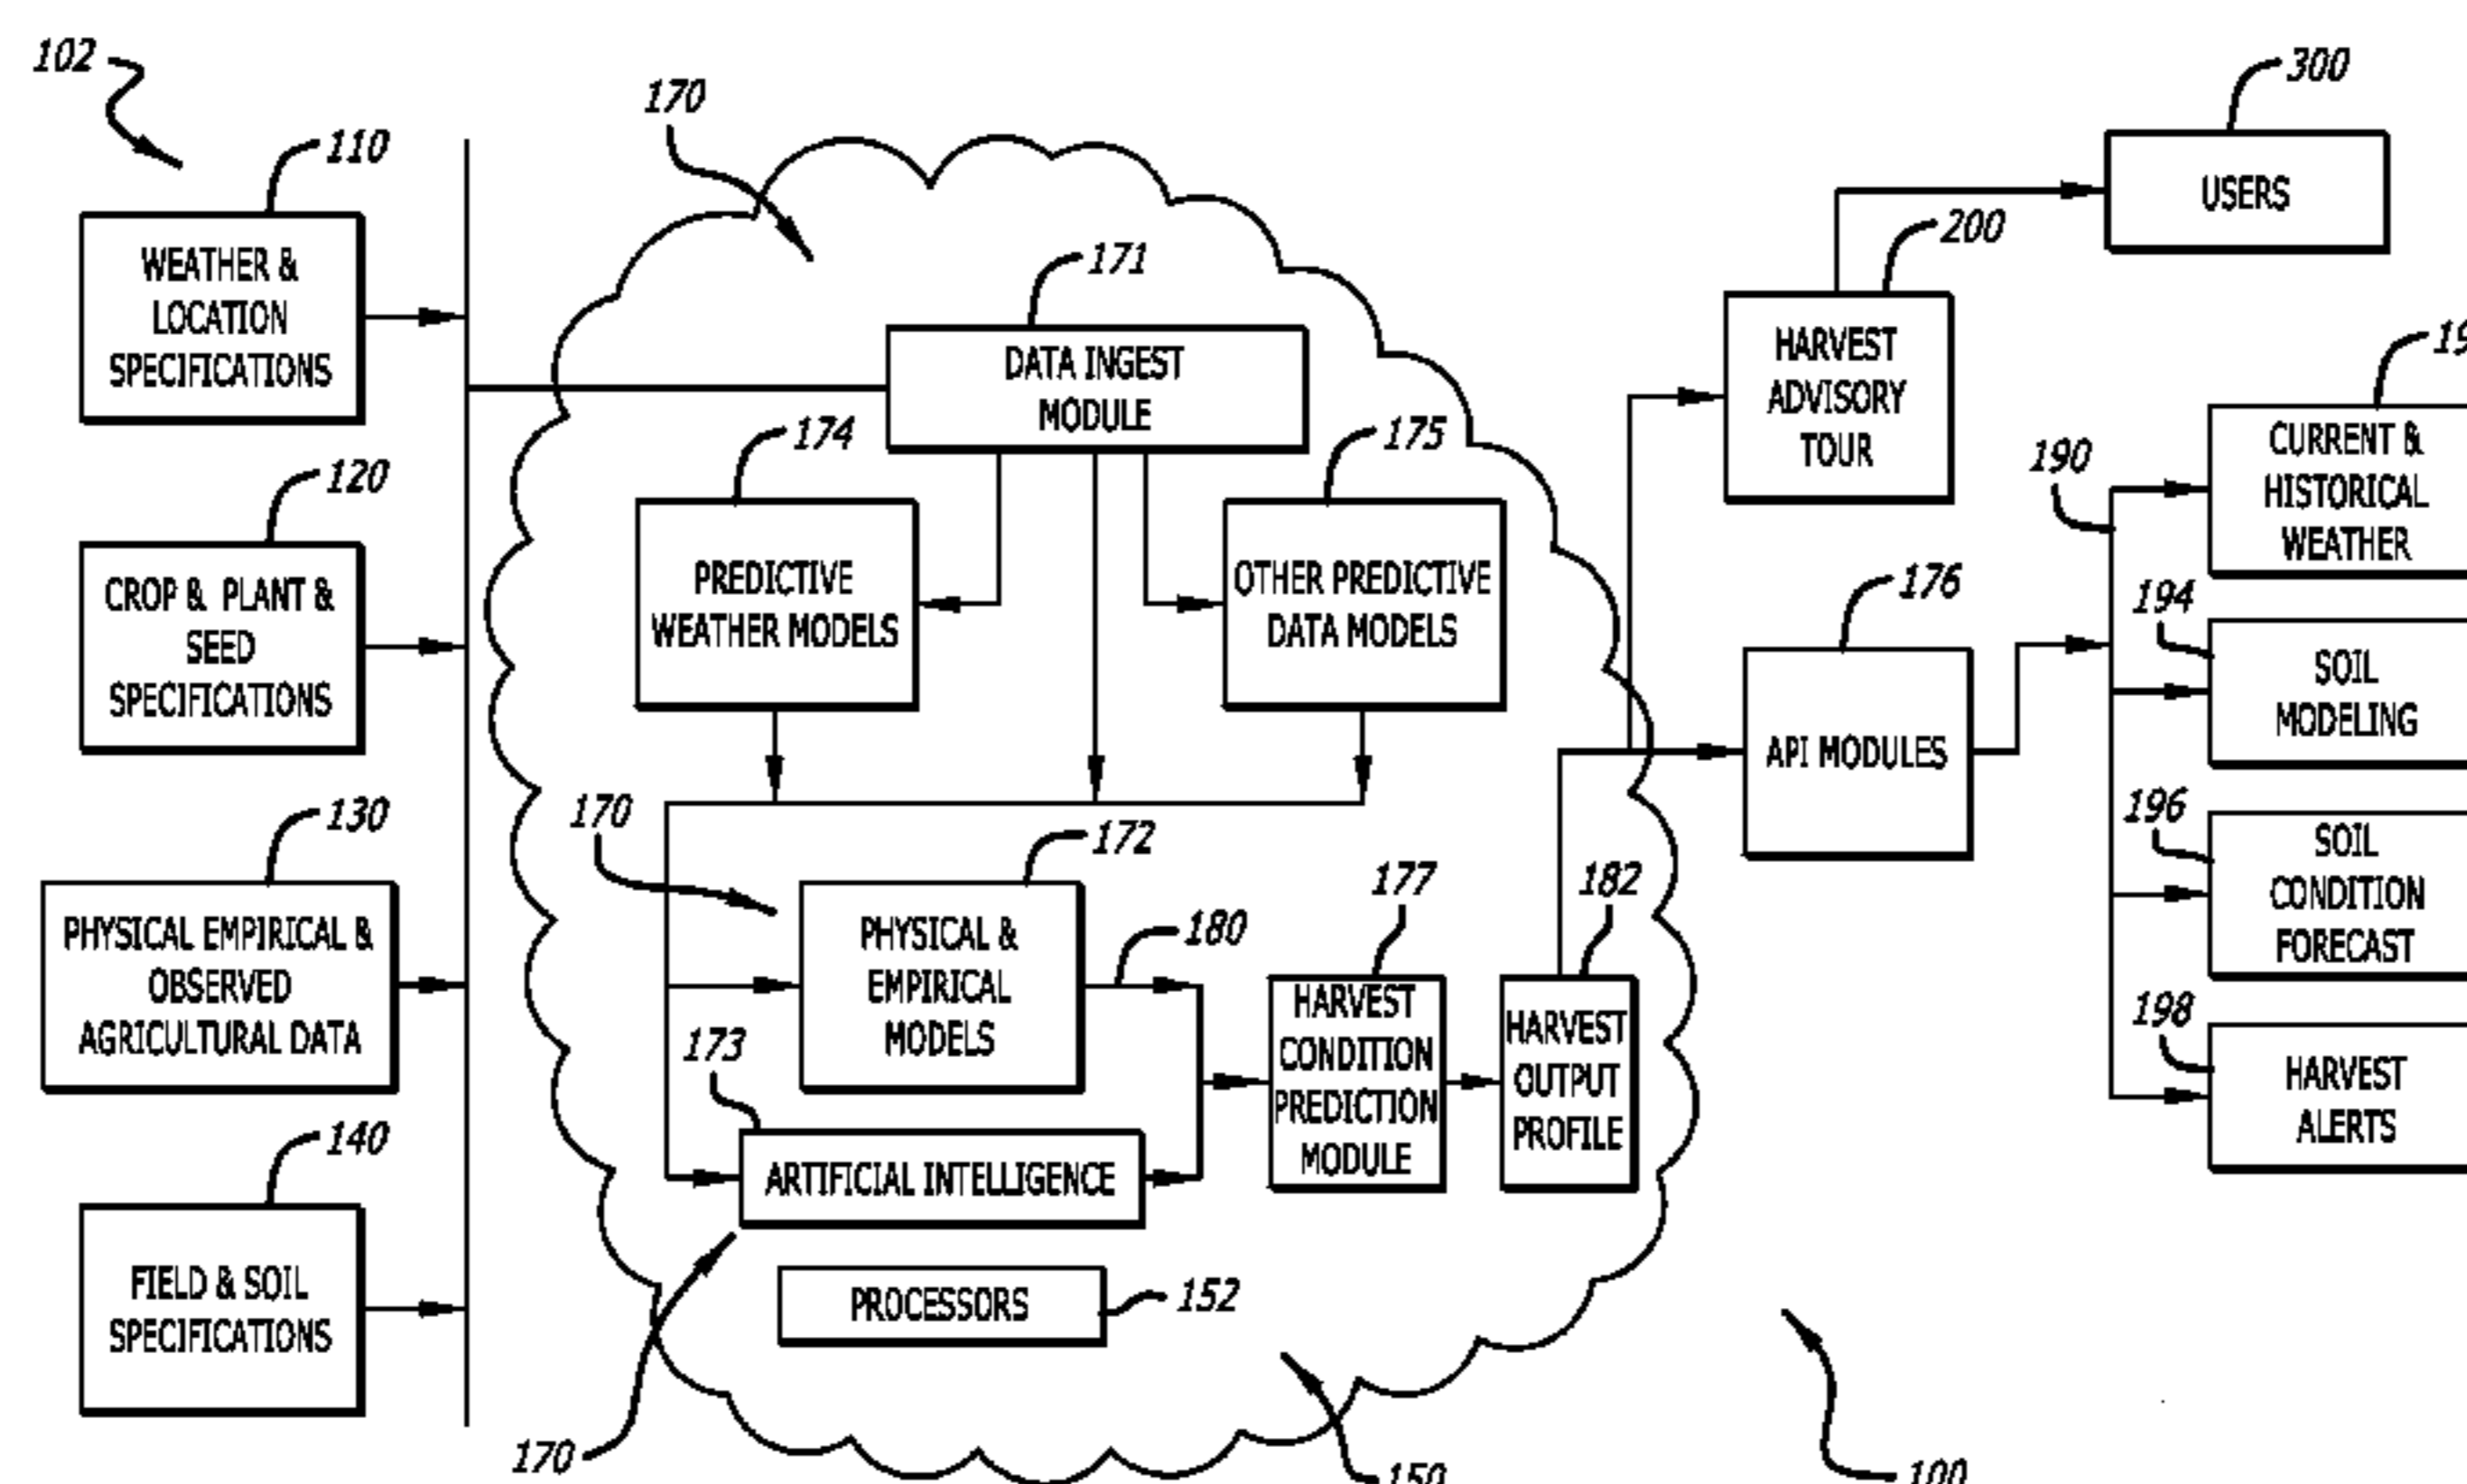 102
110
WEATHER &
LOCATION
SPECIFICATIONS
120
CROP & PLANT &
SEED
SPECIFICATIONS
130
PHYSICAL EMPIRICAL &
OBSERVED
AGRICULTURAL DATA
140
FIELD & SOIL
SPECIFICATIONS
170
171
DATA INGEST
MODULE
174
PREDICTIVE
WEATHER MODELS
175
OTHER PREDICTIVE
DATA MODELS
170
172
PHYSICAL &
EMPIRICAL
MODELS
180
173
ARTIFICIAL INTELLIGENCE
170
PROCESSORS
152
177
HARVEST
CONDITION
PREDICTION
MODULE
182
HARVEST
OUTPUT
PROFILE
150
300
USERS
200
HARVEST
ADVISORY
TOUR
176
API MODULES
190
CURRENT &
HISTORICAL
WEATHER
194
SOIL
MODELING
196
SOIL
CONDITION
FORECAST
198
HARVEST
ALERTS
100